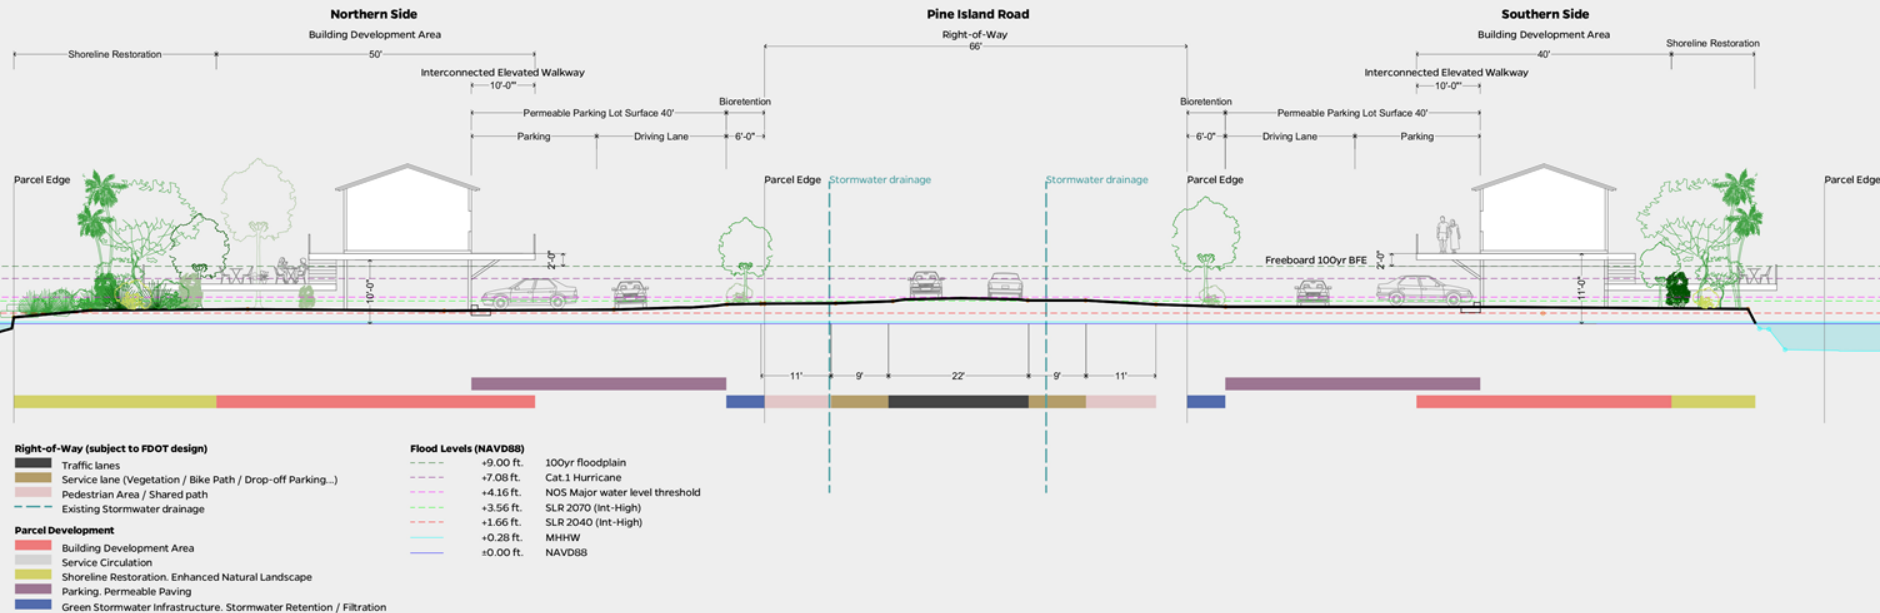 Northern Side
Building Development Area
Shoreline Restoration
50'
Interconnected Elevated Walkway
10'-0"'
Permeable Parking Lot Surface 40'
Bioretention
Parking
Driving Lane
6'-0"
Pine Island Road
Right-of-Way
66'
Southern Side
Building Development Area
Shoreline Restoration
40'
Interconnected Elevated Walkway
10'-0"'
Bioretention
Permeable Parking Lot Surface 40'
6'-0"
Driving Lane
Parking
Parcel Edge
Parcel Edge
Stormwater drainage
Stormwater drainage
Parcel Edge
Parcel Edge
2'-0"
10'-0"
Freeboard 100yr BFE
2'-0"
11'-0"
11'
9'
22'
9'
11'
Right-of-Way (subject to FDOT design)
Traffic lanes
Service lane (Vegetation / Bike Path / Drop-off Parking...)
Pedestrian Area / Shared path
Existing Stormwater drainage
Parcel Development
Building Development Area
Service Circulation
Shoreline Restoration. Enhanced Natural Landscape
Parking. Permeable Paving
Green Stormwater Infrastructure. Stormwater Retention / Filtration
Flood Levels (NAVD88)
+9.00 ft. 100yr floodplain
+7.08 ft. Cat.1 Hurricane
+4.16 ft. NOS Major water level threshold
+3.56 ft. SLR 2070 (Int-High)
+1.66 ft. SLR 2040 (Int-High)
+0.28 ft. MHHW
±0.00 ft. NAVD88